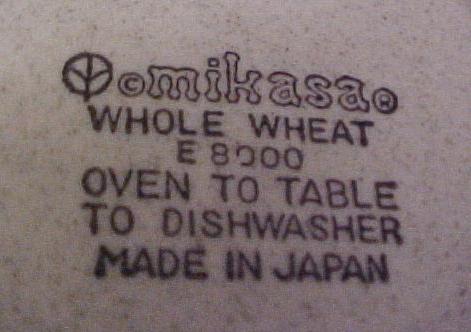 ©mikasa®
WHOLE WHEAT
E 8000
OVEN TO TABLE
TO DISHWASHER
MADE IN JAPAN